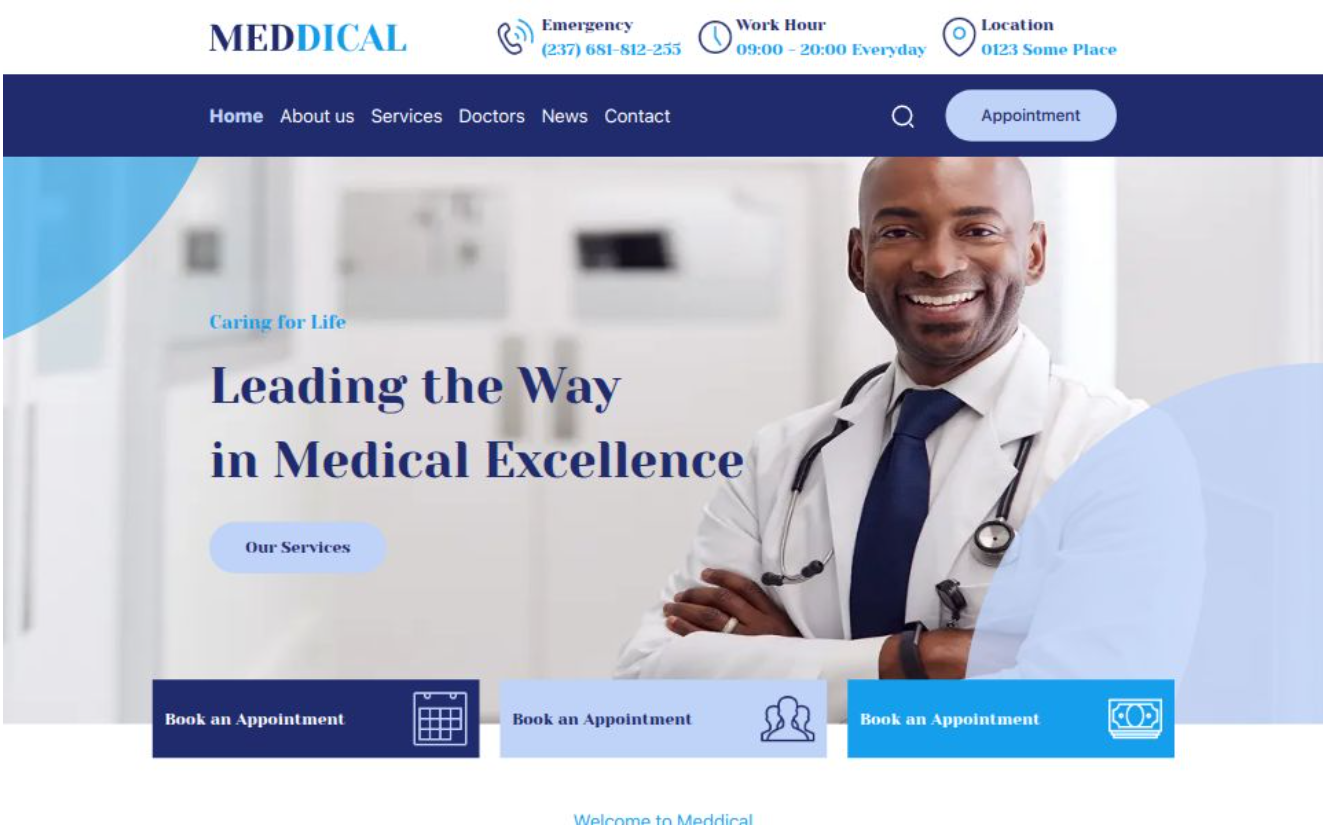 MEDDICAL
Emergency
(237) 681-812-255
Work Hour
09:00 - 20:00 Everyday
Location
0123 Some Place
Home About us Services Doctors News Contact
Appointment
Caring for Life
Leading the Way
in Medical Excellence
Our Services
Book an Appointment
Book an Appointment
Book an Appointment
Welcome to Meddical